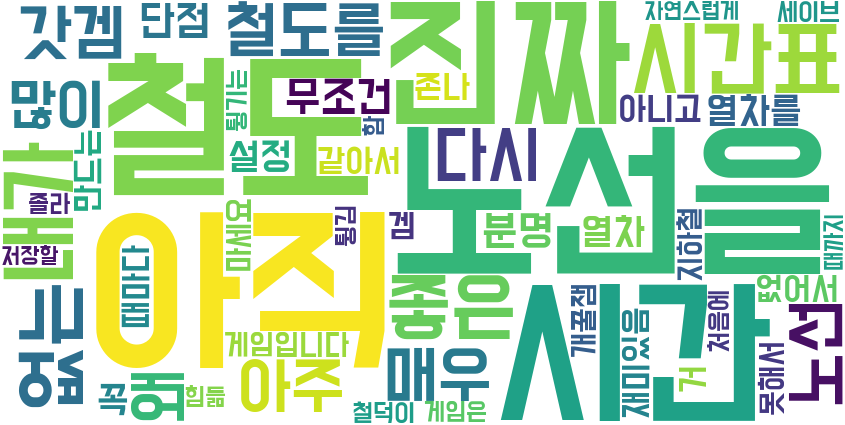 갓겜
단점
철도를
진짜
자연스럽게
세이브
시간표
많이
철모
튕기는
무조건
존나
함
아니고
열차를
가
만드는
설정
같아서
다시
노선을
맨
졸라
저장할
때마다
아직
마세요
튕김
겜
분명
열차
지하철
때까지
없는
좋은
없어서
게임입니다
시간
개꿀잼
재미있음
처음에
노선
꼭
왜
힘듦
아주
매우
철덕이
게임은
거
못해서